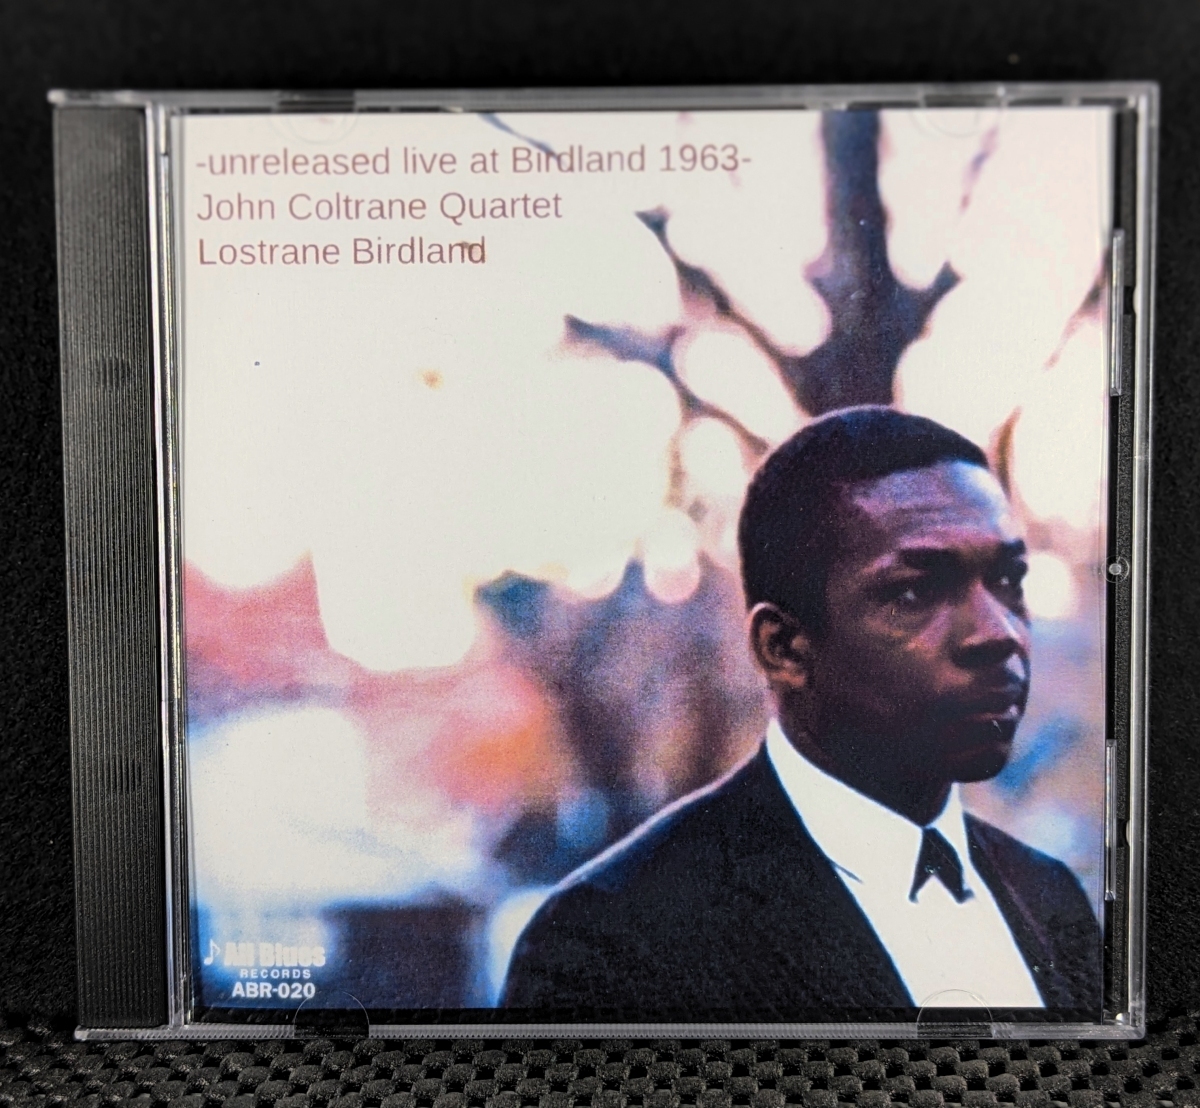 -unreleased live at Birdland 1963-
John Coltrane Quartet
Lostrane Birdland
♪All Blues
RECORDS
ABR-020